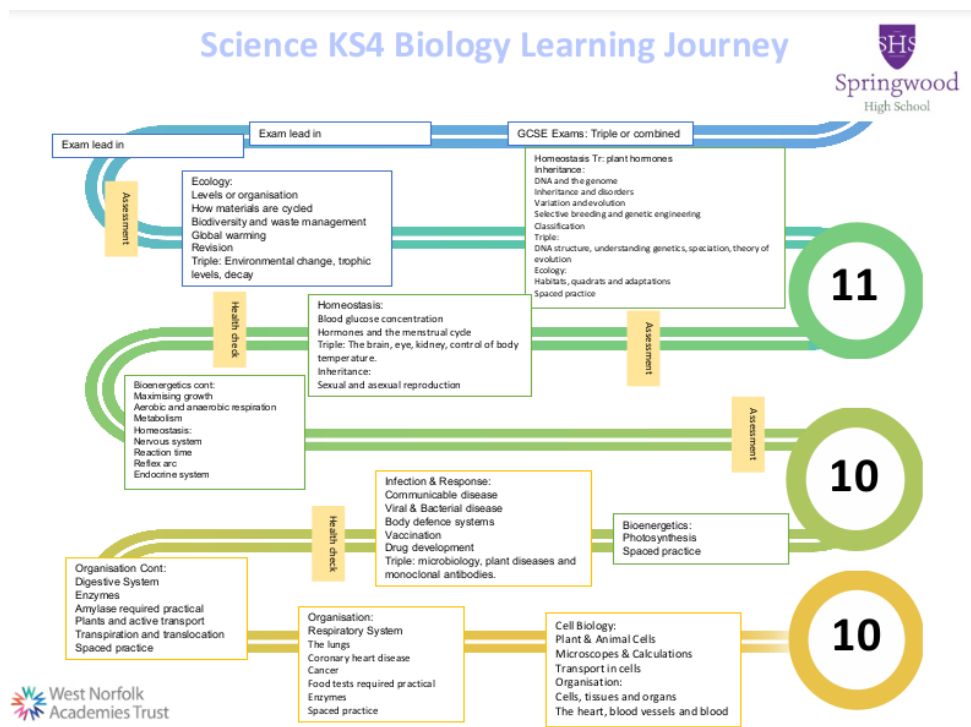 Science KS4 Biology Learning Journey
SHS
Springwood
High School
Exam lead in
Exam lead in
GCSE Exams: Triple or combined
Assessment
Ecology:
Levels or organisation
How materials are cycled
Biodiversity and waste management
Global warming
Revision
Triple: Environmental change, trophic
levels, decay
Homeostasis Tr: plant hormones
Inheritance:
DNA and the genome
Inheritance and disorders
Variation and evolution
Selective breeding and genetic engineering
Classification
Triple:
DNA structure, understanding genetics, speciation, theory of
evolution
Ecology:
Habitats, quadrats and adaptations
Spaced practice
11
Health check
Homeostasis:
Blood glucose concentration
Hormones and the menstrual cycle
Triple: The brain, eye, kidney, control of body
temperature.
Inheritance:
Sexual and asexual reproduction
Assessment
Bioenergetics cont:
Maximising growth
Aerobic and anaerobic respiration
Metabolism
Homeostasis:
Nervous system
Reaction time
Reflex arc
Endocrine system
Assessment
10
Health check
Infection & Response:
Communicable disease
Viral & Bacterial disease
Body defence systems
Vaccination
Drug development
Triple: microbiology, plant diseases and
monoclonal antibodies.
Bioenergetics:
Photosynthesis
Spaced practice
Organisation Cont:
Digestive System
Enzymes
Amylase required practical
Plants and active transport
Transpiration and translocation
Spaced practice
Organisation:
Respiratory System
The lungs
Coronary heart disease
Cancer
Food tests required practical
Enzymes
Spaced practice
Cell Biology:
Plant & Animal Cells
Microscopes & Calculations
Transport in cells
Organisation:
Cells, tissues and organs
The heart, blood vessels and blood
10
West Norfolk
Academies Trust